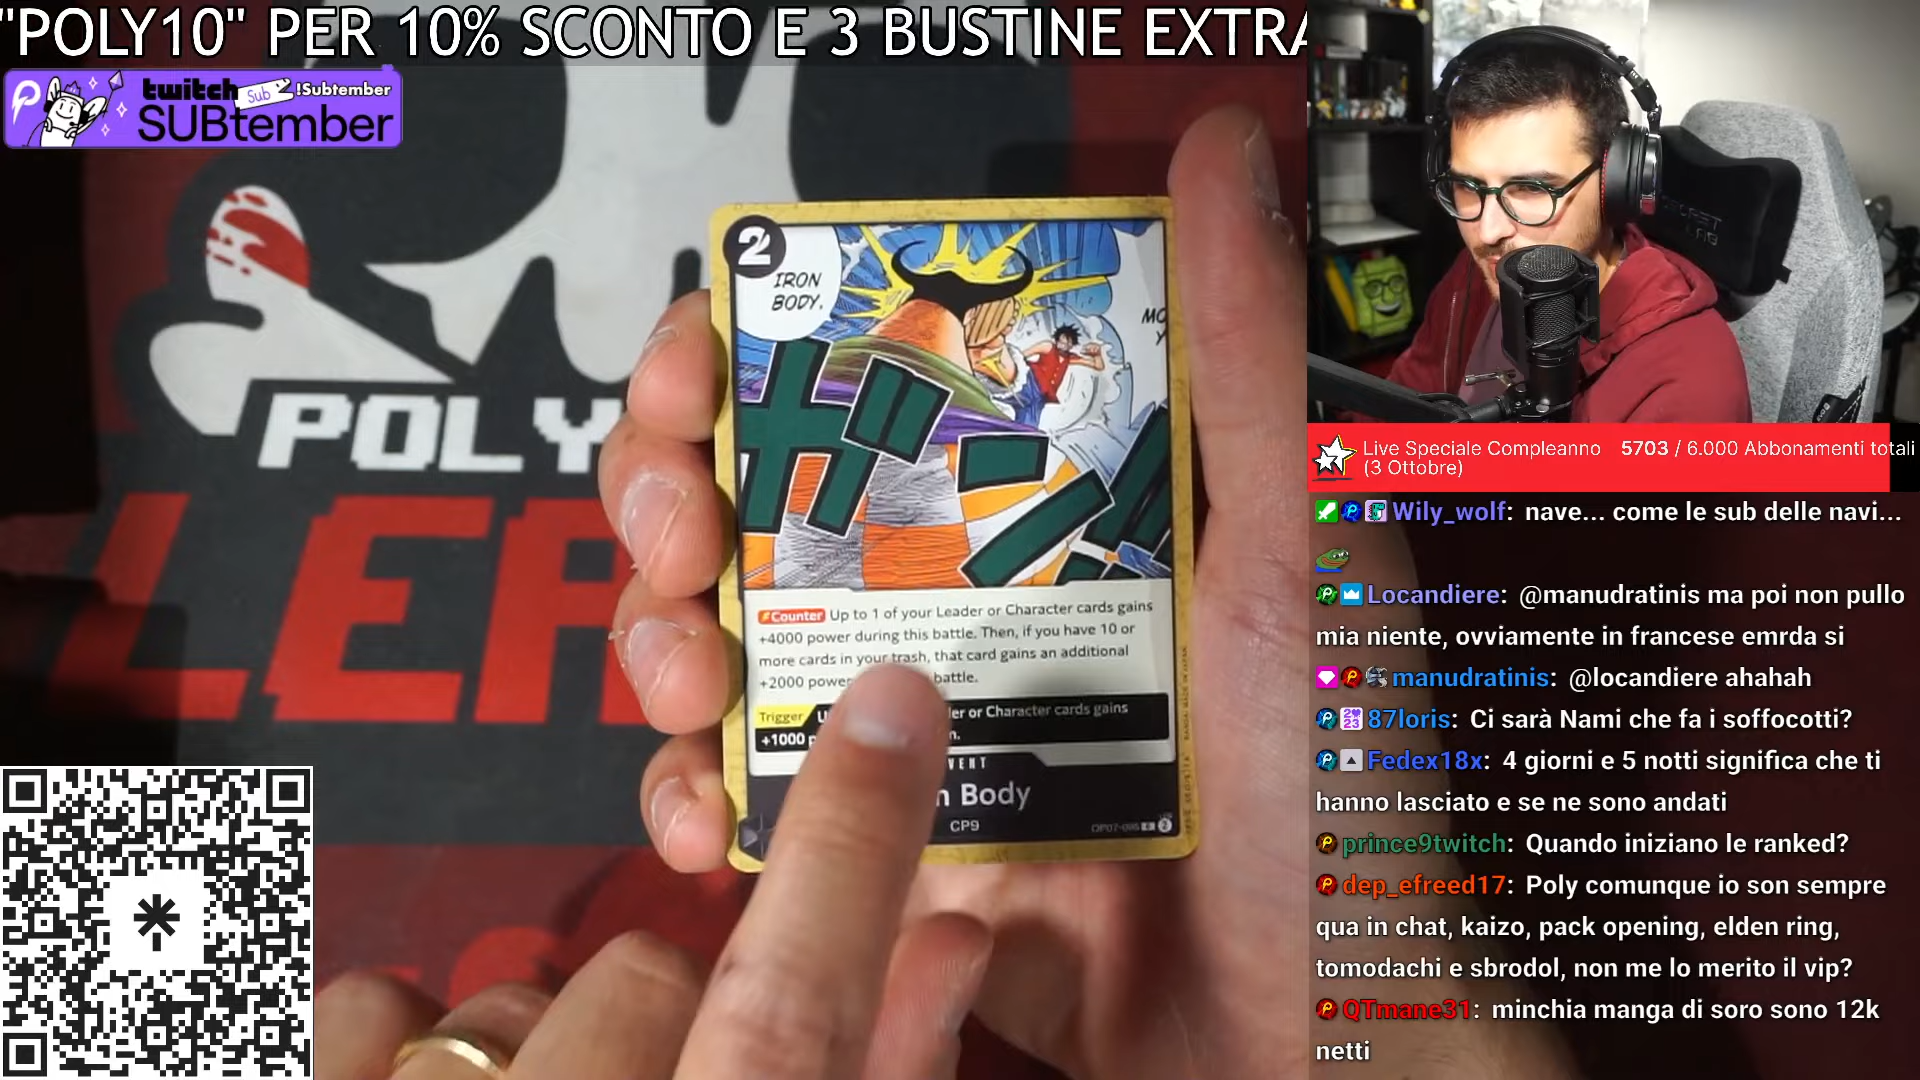 "POLY10" PER 10% SCONTO E 3 BUSTINE EXTRA
twitch Sub !Subtember
SUBtember
2
IRON
BODY.
MO
Y
ガン!!!
POLY
LEA
Counter Up to 1 of your Leader or Character cards gains
+4000 power during this battle. Then, if you have 10 or
more cards in your trash, that card gains an additional
+2000 power battle.
Trigger or Character cards gains
+1000
Body
CP9
Live Speciale Compleanno 5703 / 6.000 Abbonamenti totali
(3 Ottobre)
Wily_wolf: nave... come le sub delle navi...
Locandiere: @manudratinis ma poi non pullo
mia niente, ovviamente in francese emrda si
manudratinis: @locandiere ahahah
87loris: Ci sarà Nami che fa i soffocotti?
Fedex18x: 4 giorni e 5 notti significa che ti
hanno lasciato e se ne sono andati
prince9twitch: Quando iniziano le ranked?
dep_efreed17: Poly comunque io son sempre
qua in chat, kaizo, pack opening, elden ring,
tomodachi e sbrodol, non me lo merito il vip?
QTmane31: minchia manga di soro sono 12k
netti